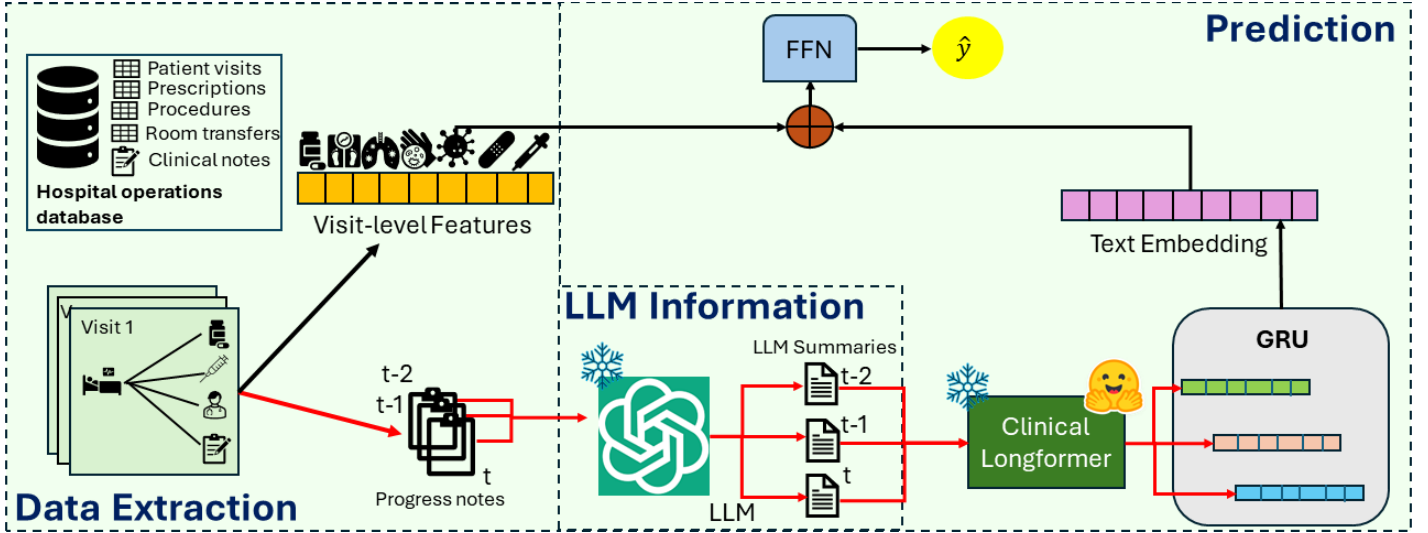 Prediction
FFN
ŷ
Patient visits
Prescriptions
Procedures
Room transfers
Clinical notes
Hospital operations
database
Visit-level Features
Text Embedding
LLM Information
V
Visit 1
LLM Summaries
GRU
t-2
t-1
t
Progress notes
t-2
t-1
t
LLM
Clinical
Longformer
Data Extraction